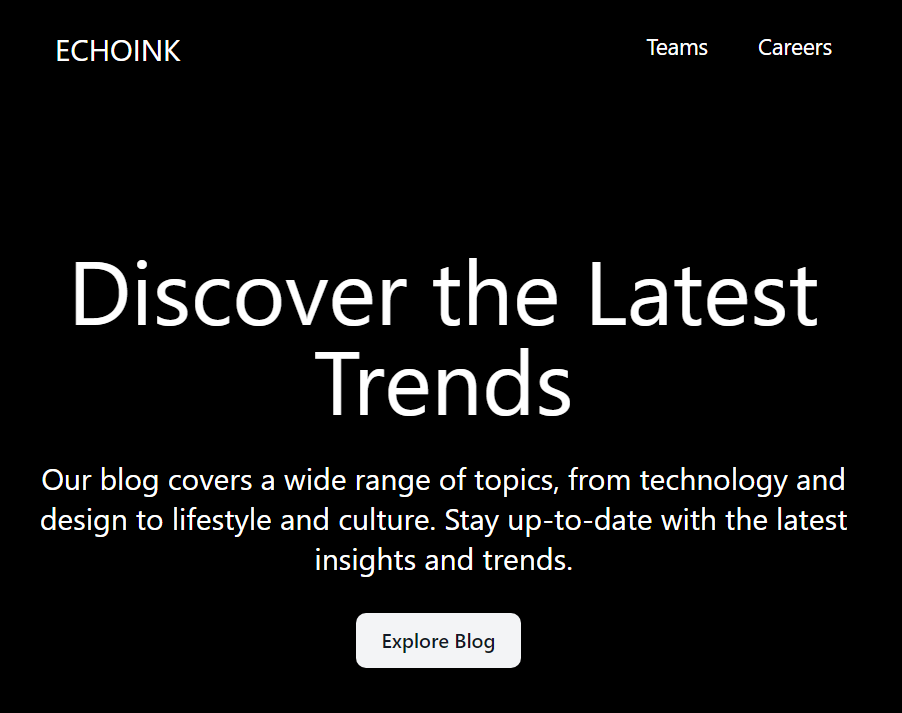 ECHOINK
Teams
Careers
Discover the Latest
Trends
Our blog covers a wide range of topics, from technology and
design to lifestyle and culture. Stay up-to-date with the latest
insights and trends.
Explore Blog